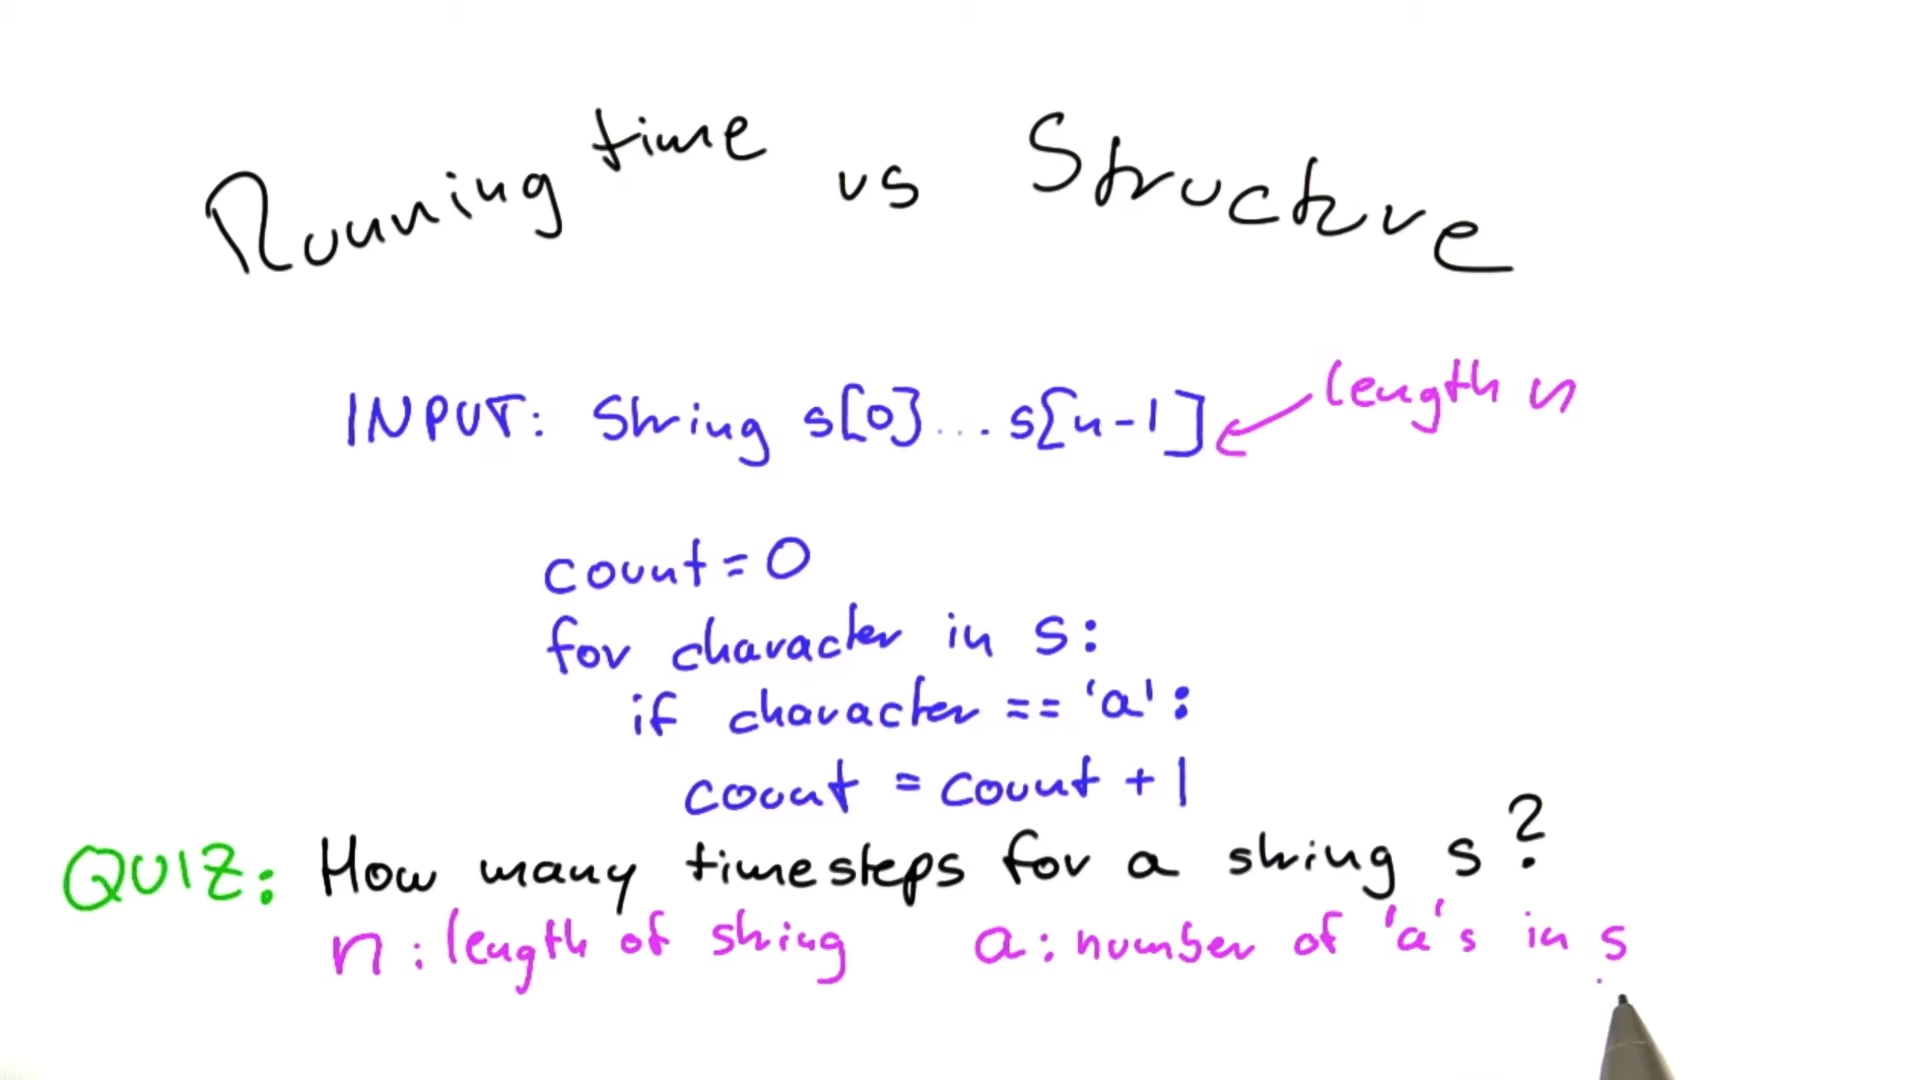 Running time vs Structure
INPUT: String s[0]...s[n-1] length n
count = 0
for character in s:
if character == 'a':
count = count + 1
QUIZ: How many timesteps for a string s?
n: length of string a: number of 'a's in s